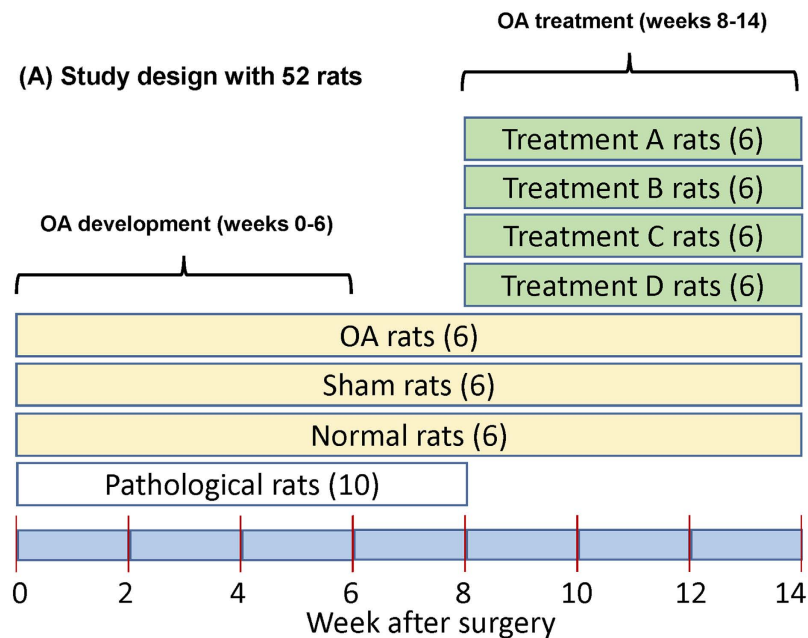 OA treatment (weeks 8-14)
(A) Study design with 52 rats
Treatment A rats (6)
Treatment B rats (6)
OA development (weeks 0-6)
Treatment C rats (6)
Treatment D rats (6)
OA rats (6)
Sham rats (6)
Normal rats (6)
Pathological rats (10)
0 2 4 6 8 10 12 14
Week after surgery